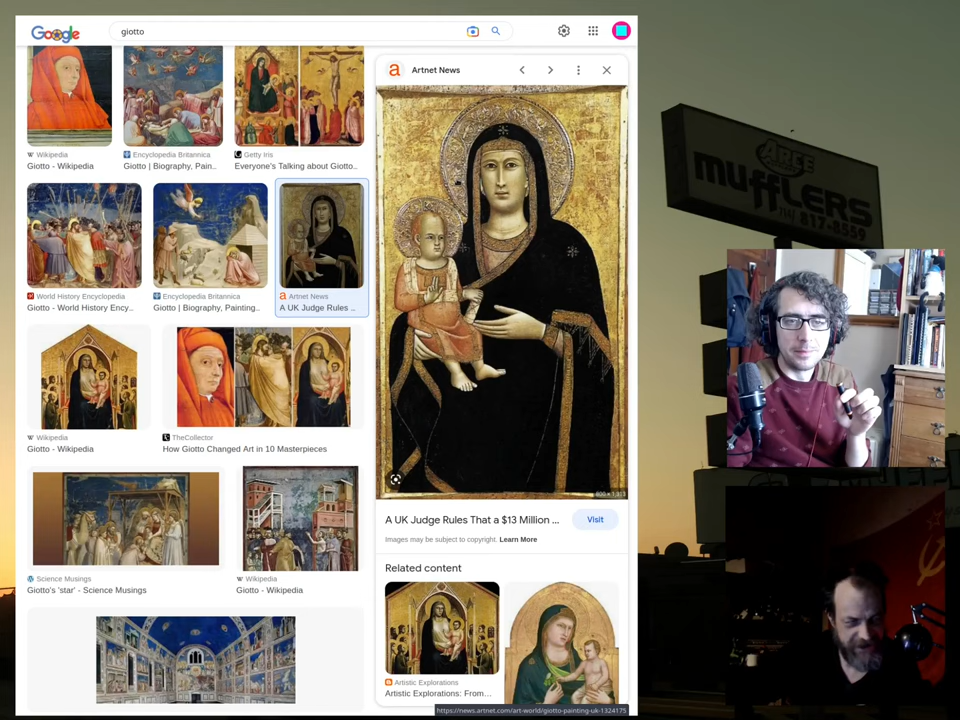 Google
giotto
Artnet News
Wikipedia
Giotto - Wikipedia
Encyclopedia Britannica
Giotto | Biography, Pain...
Getty Iris
Everyone's Talking about Giotto...
World History Encyclopedia
Giotto - World History Ency...
Encyclopedia Britannica
Giotto | Biography, Painting...
Artnet News
A UK Judge Rules ...
Wikipedia
Giotto - Wikipedia
TheCollector
How Giotto Changed Art in 10 Masterpieces
Science Musings
Giotto's 'star' - Science Musings
Wikipedia
Giotto - Wikipedia
A UK Judge Rules That a $13 Million ...
Visit
Images may be subject to copyright. Learn More
Related content
Artistic Explorations
Artistic Explorations: From...
https://news.artnet.com/art-world/giotto-painting-uk-1324175
ARCE
mufflers
817-8559